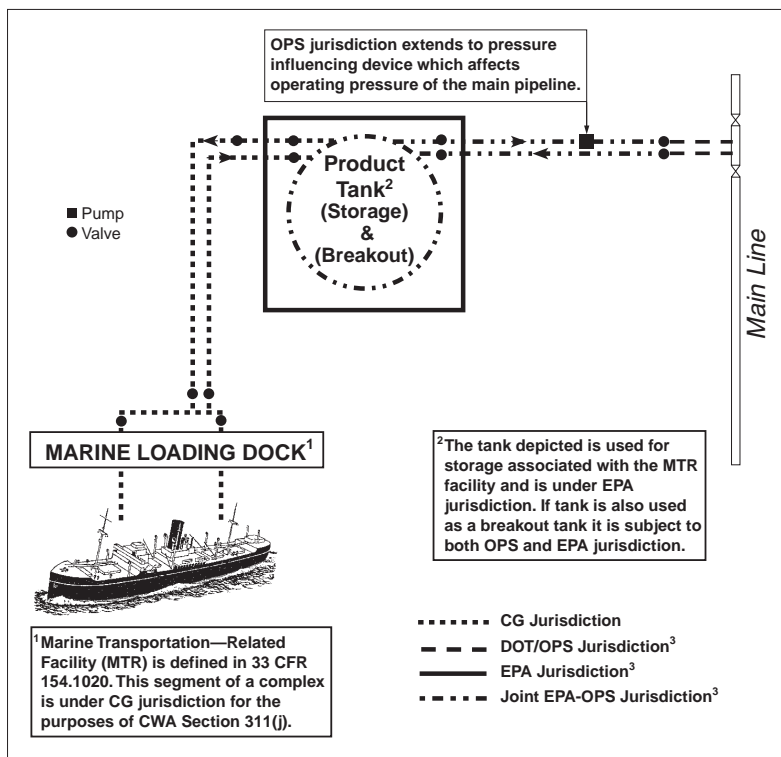 OPS jurisdiction extends to pressure
influencing device which affects
operating pressure of the main pipeline.
Product
Tank²
(Storage)
&
(Breakout)
Pump
Valve
Main Line
MARINE LOADING DOCK¹
²The tank depicted is used for
storage associated with the MTR
facility and is under EPA
jurisdiction. If tank is also used
as a breakout tank it is subject to
both OPS and EPA jurisdiction.
¹Marine Transportation—Related
Facility (MTR) is defined in 33 CFR
154.1020. This segment of a complex
is under CG jurisdiction for the
purposes of CWA Section 311(j).
CG Jurisdiction
DOT/OPS Jurisdiction³
EPA Jurisdiction³
Joint EPA-OPS Jurisdiction³